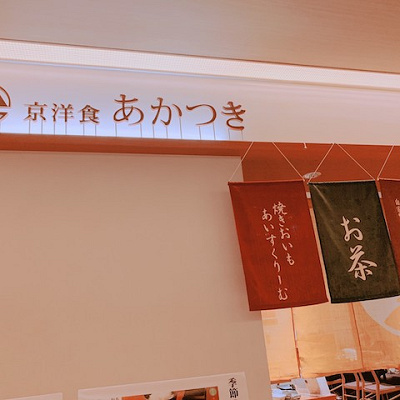 京洋食 あかつき
焼きおいも
あいすくりーむ
お茶
季節